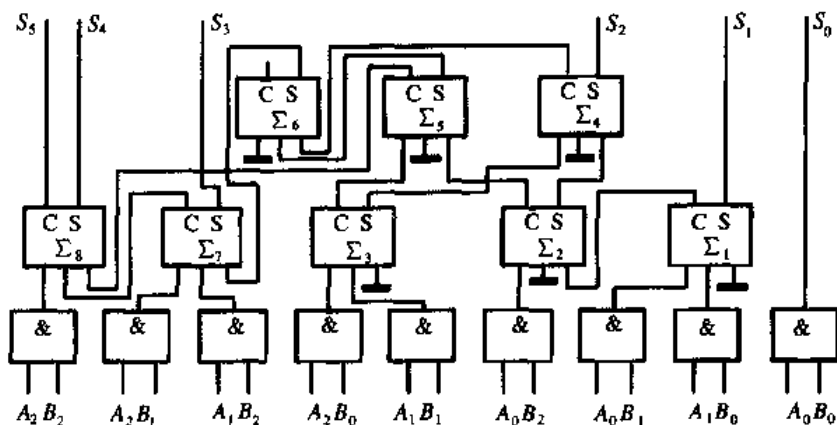 S₅ S₄ S₃ S₂ S₁ S₀
C S C S C S
Σ₆ Σ₅ Σ₄
C S C S C S C S C S
Σ₈ Σ₇ Σ₃ Σ₂ Σ₁
& & & & & & & & &
A₂B₂ A₂B₁ A₁B₂ A₂B₀ A₁B₁ A₀B₂ A₀B₁ A₁B₀ A₀B₀